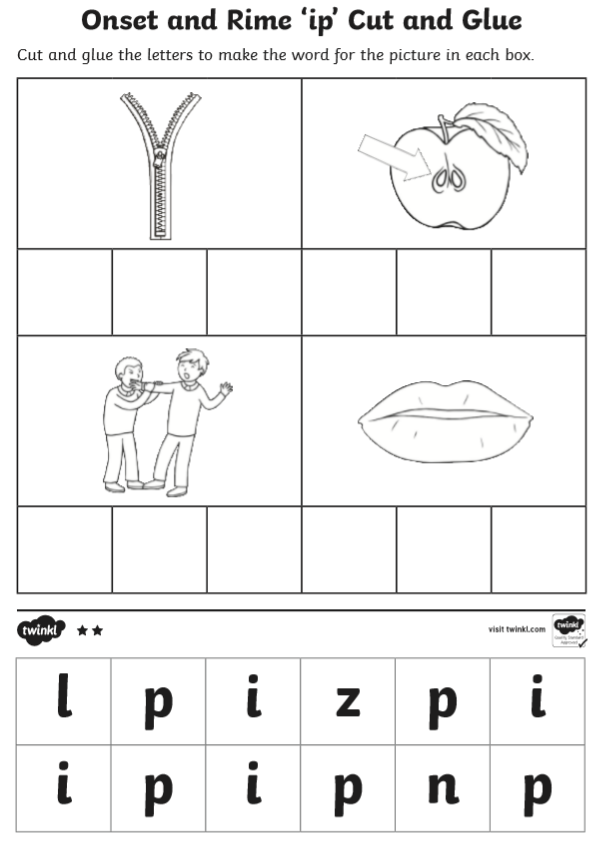 Onset and Rime ‘ip’ Cut and Glue
Cut and glue the letters to make the word for the picture in each box.
twinkl
visit twinkl.com
twinkl
l p i z p i
i p i p n p